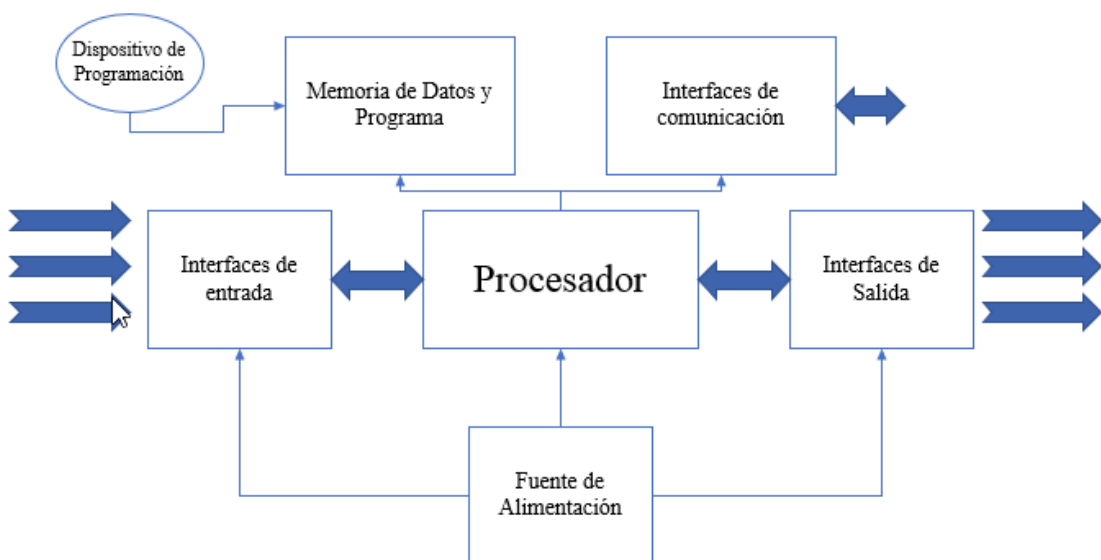 Dispositivo de
Programación
Memoria de Datos y
Programa
Interfaces de
comunicación
Interfaces de
entrada
Procesador
Interfaces de
Salida
Fuente de
Alimentación